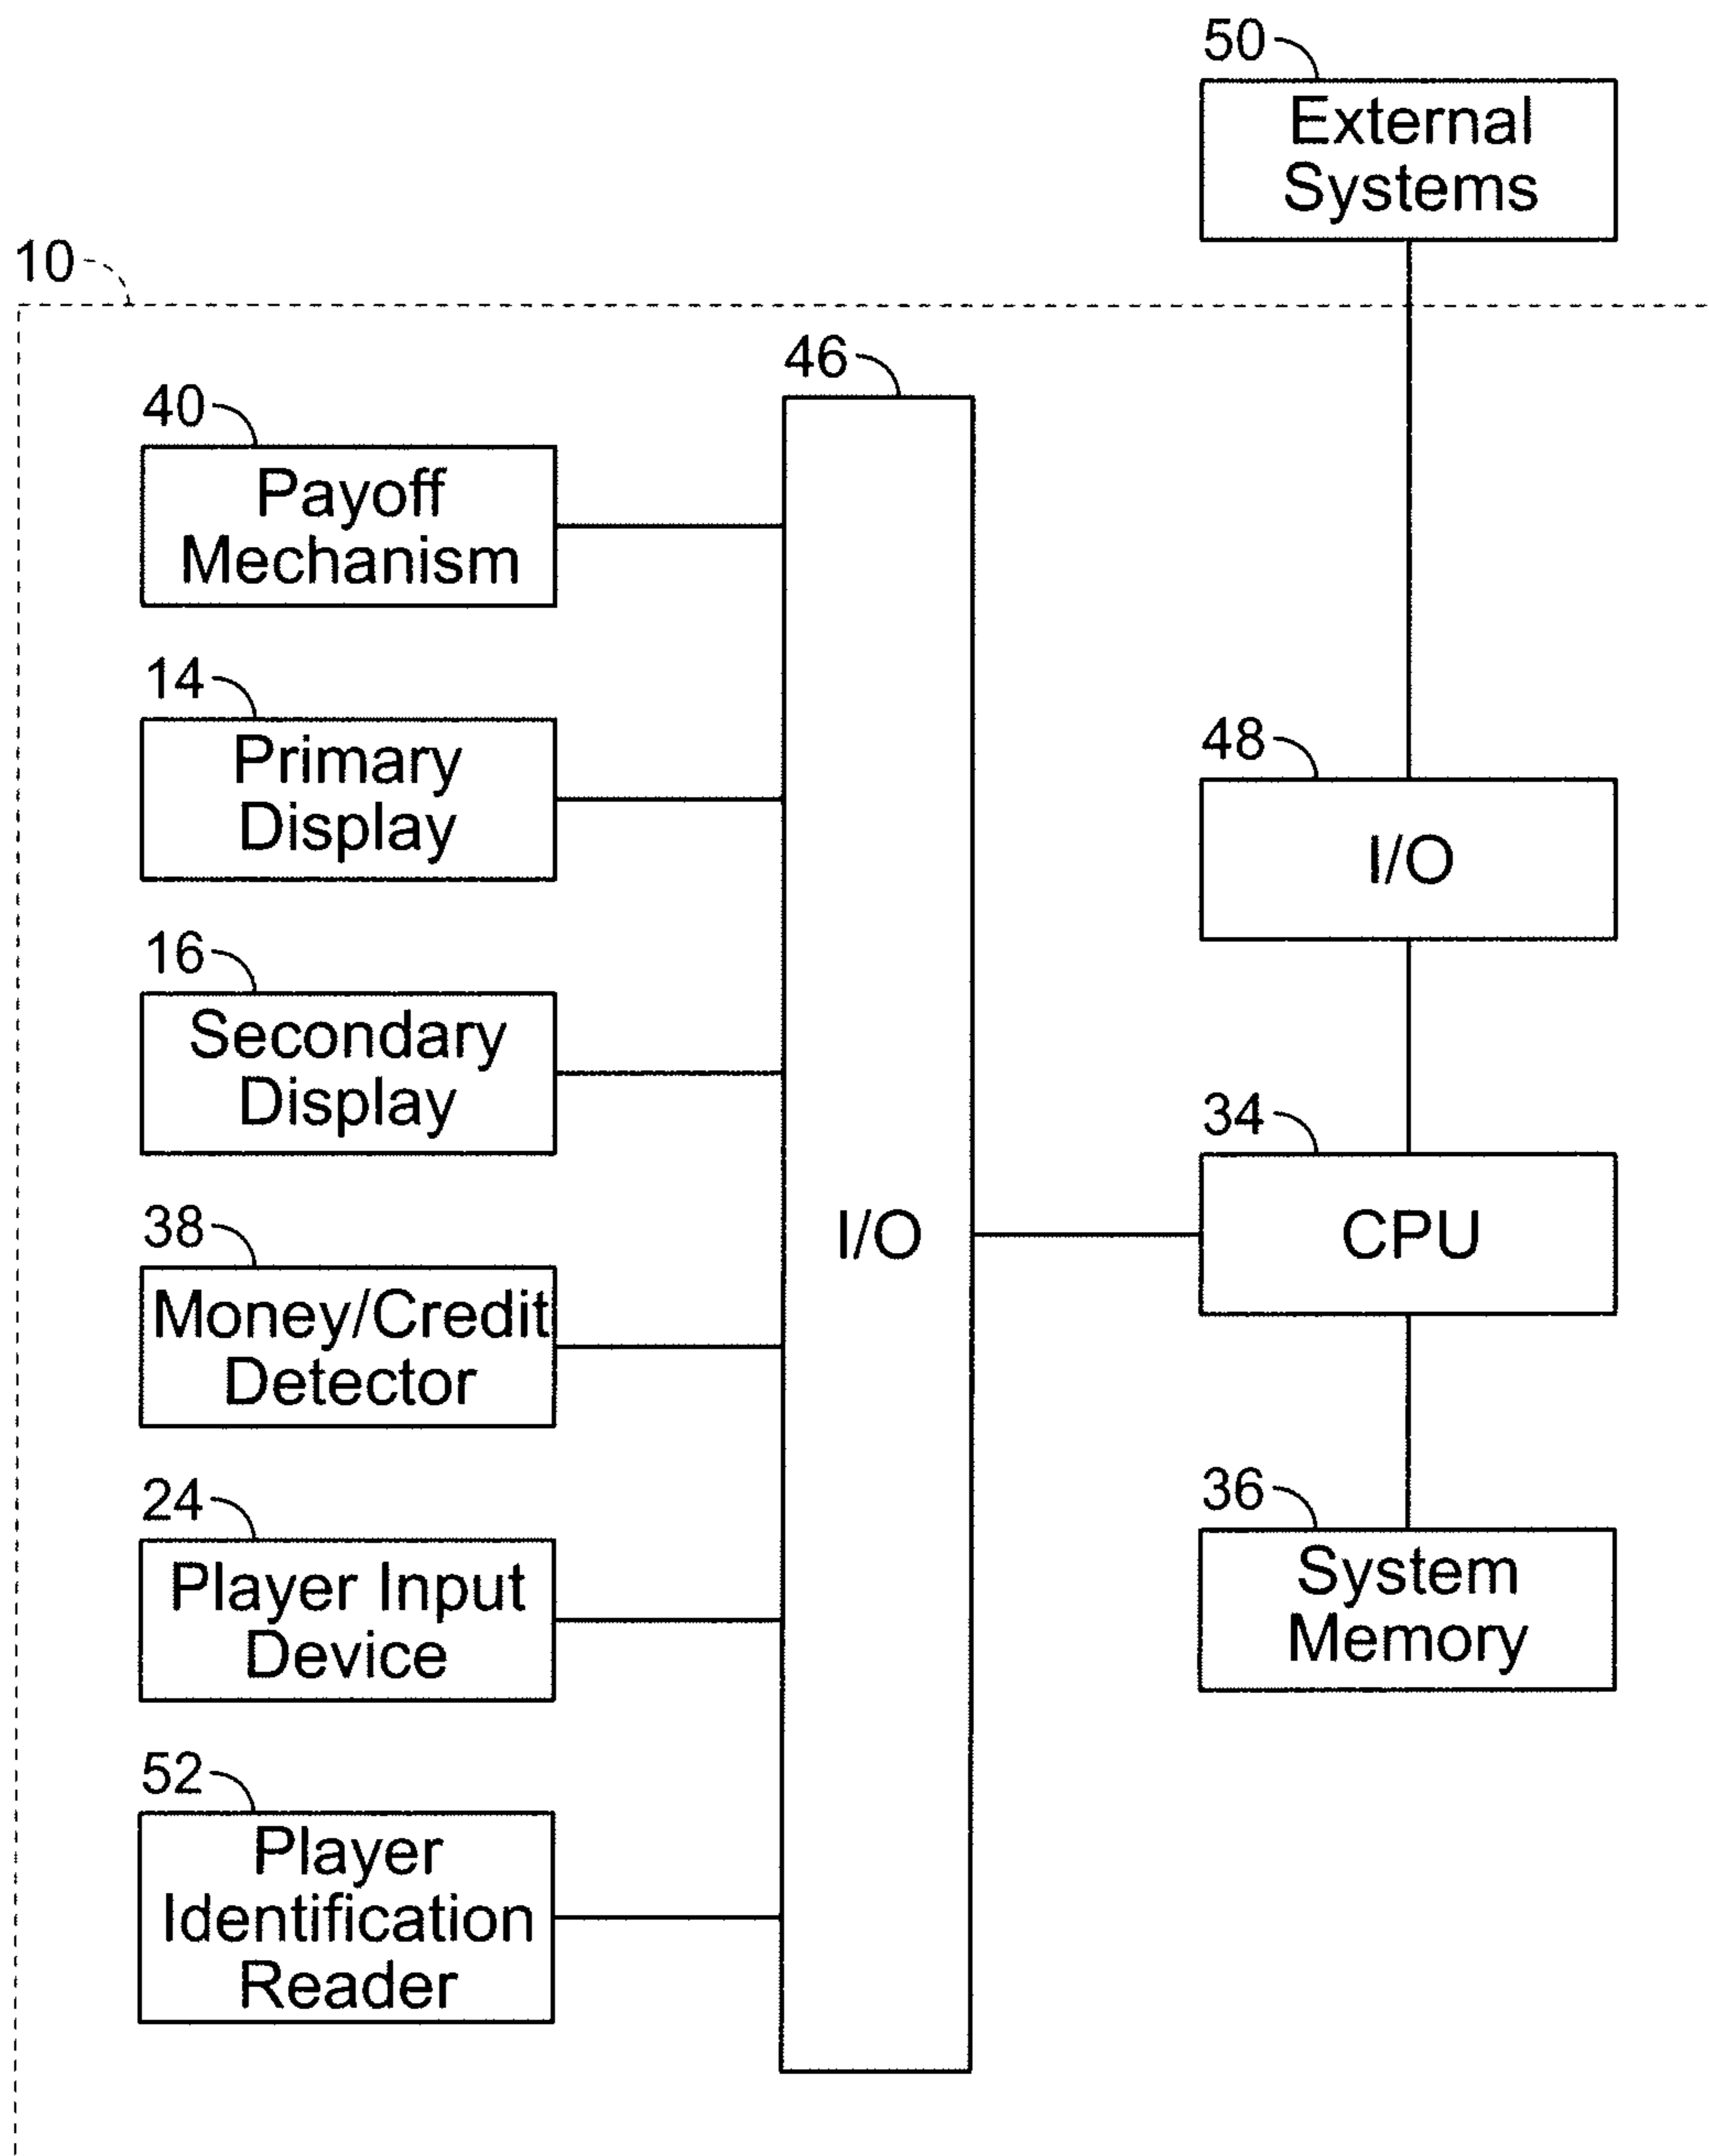 50
External
Systems
10
46
40
Payoff
Mechanism
14
Primary
Display
48
I/O
16
Secondary
Display
34
CPU
38
Money/Credit
Detector
I/O
24
Player Input
Device
36
System
Memory
52
Player
Identification
Reader